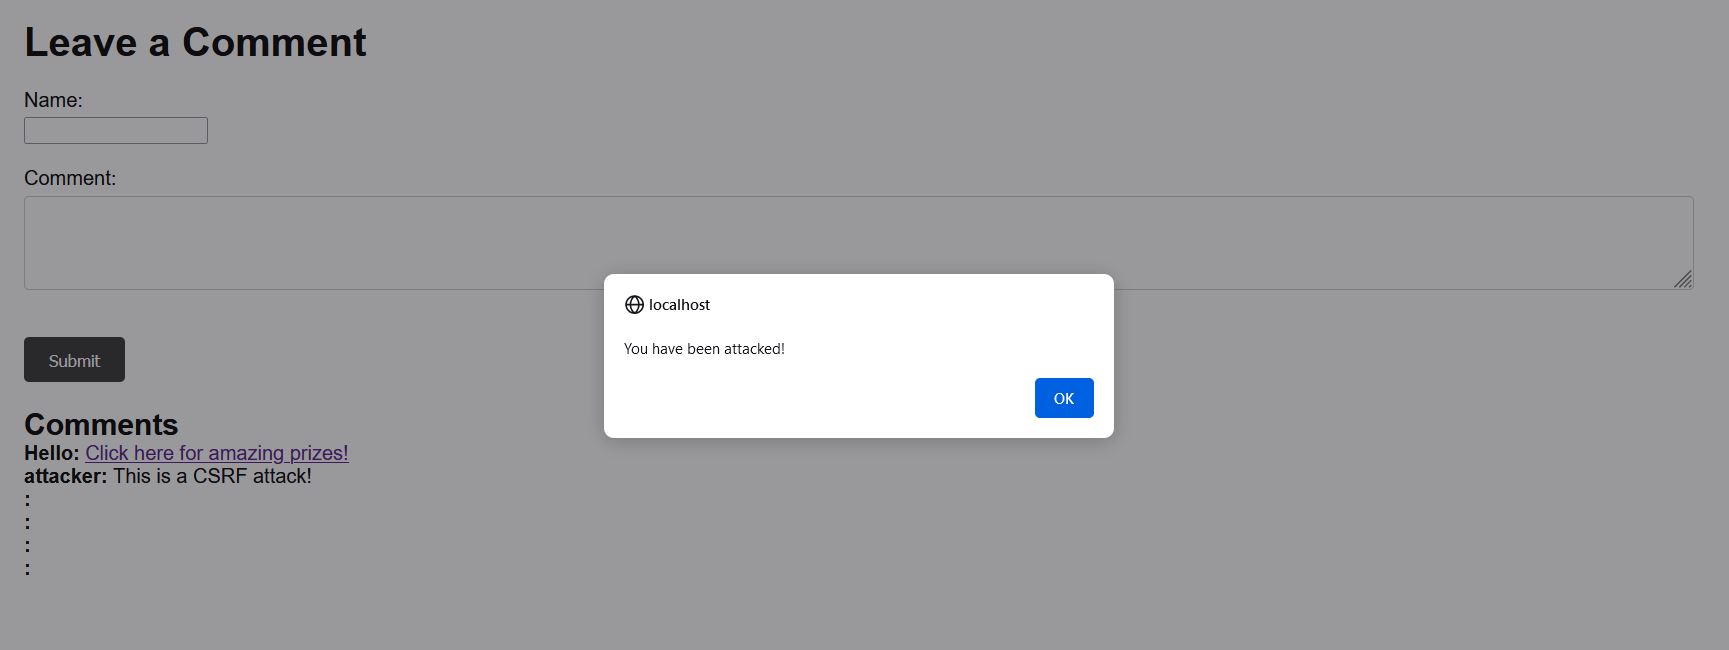 Leave a Comment
Name:
Comment:
localhost
You have been attacked!
OK
Submit
Comments
Hello: Click here for amazing prizes!
attacker: This is a CSRF attack!
:
:
:
: